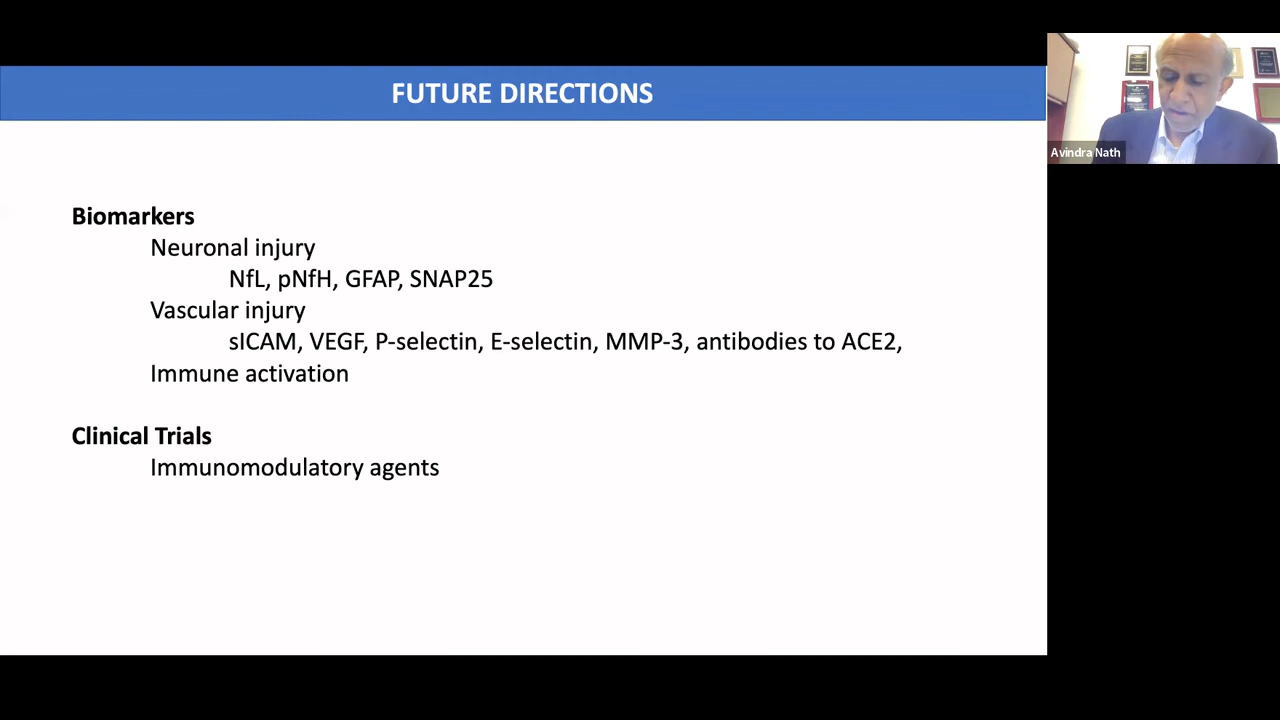 FUTURE DIRECTIONS
Biomarkers
Neuronal injury
NfL, pNfH, GFAP, SNAP25
Vascular injury
sICAM, VEGF, P-selectin, E-selectin, MMP-3, antibodies to ACE2,
Immune activation
Clinical Trials
Immunomodulatory agents
Avindra Nath